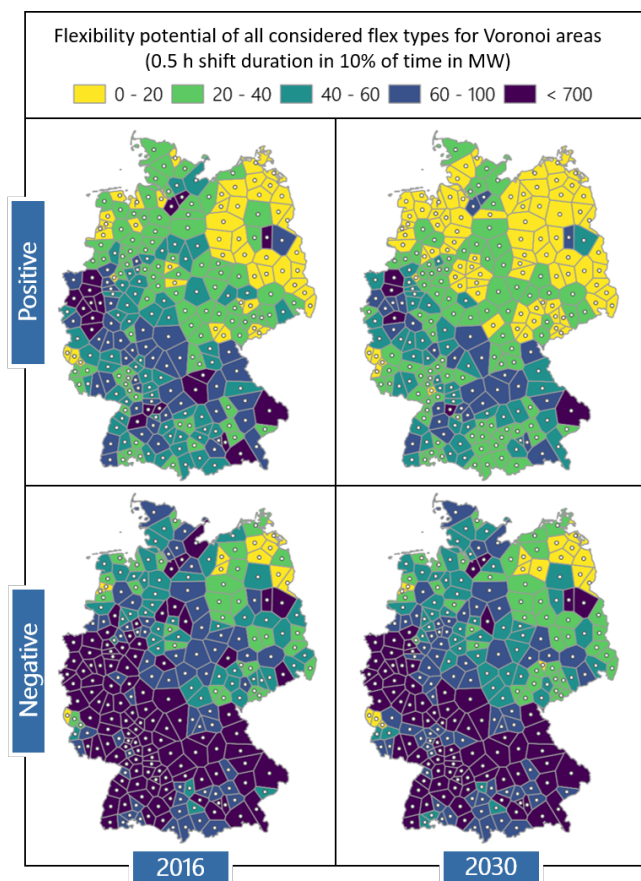 Flexibility potential of all considered flex types for Voronoi areas
(0.5 h shift duration in 10% of time in MW)
0 - 20 20 - 40 40 - 60 60 - 100 < 700
Positive
Negative
2016 2030